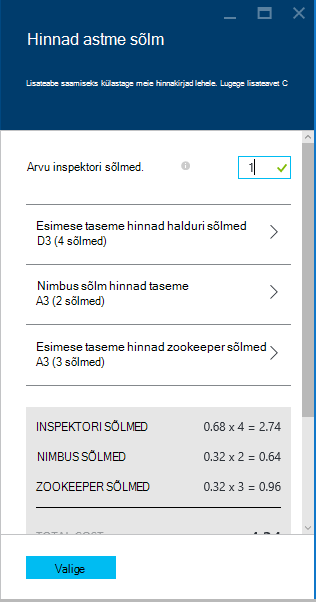 Hinnad astme sõlm
Lisateabe saamiseks külastage meie hinnakirjad lehele. Lugege lisateavet C
Arvu inspektori sõlmed. 1
Esimese taseme hinnad halduri sõlmed
D3 (4 sõlmed)
Nimbus sõlm hinnad taseme
A3 (2 sõlmed)
Esimese taseme hinnad zookeeper sõlmed
A3 (3 sõlmed)
INSPEKTORI SÕLMED 0.68 x 4 = 2.74
NIMBUS SÕLMED 0.32 x 2 = 0.64
ZOOKEEPER SÕLMED 0.32 x 3 = 0.96
TOTAL COST
Valige